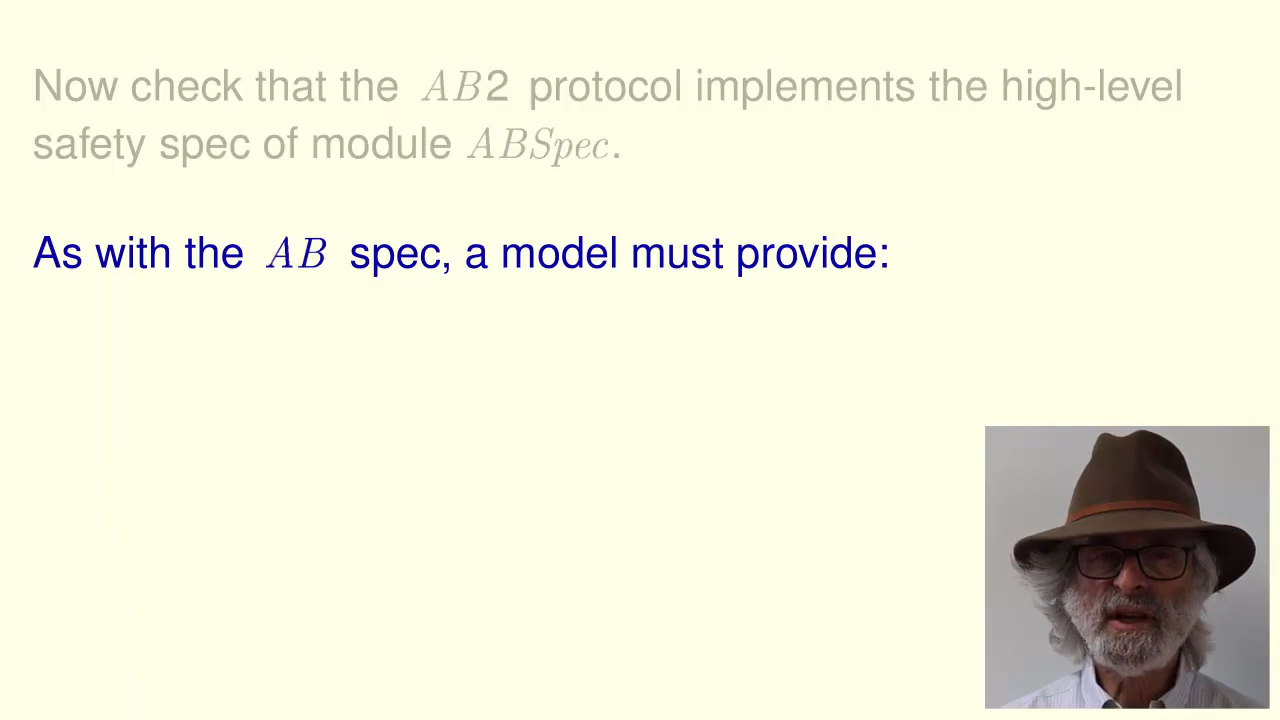 Now check that the AB2 protocol implements the high-level
safety spec of module ABSpec.
As with the AB spec, a model must provide: